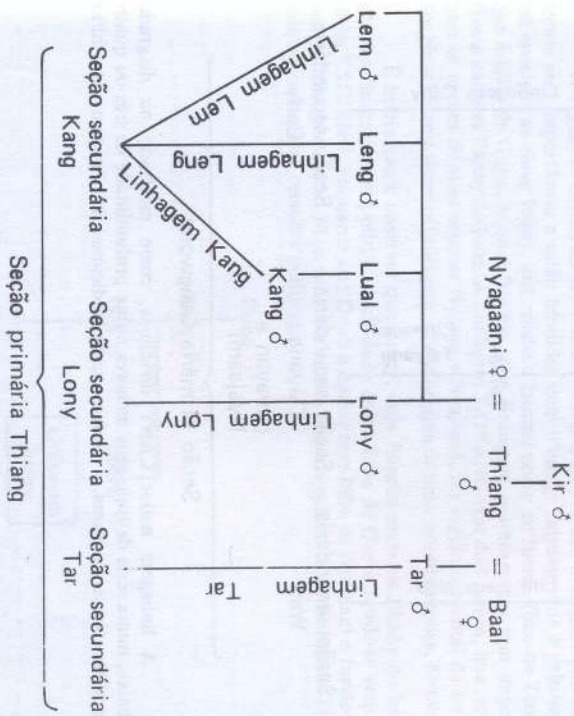 Kir ♂
Nyagaani ♀ = Thiang ♂ = Baal ♀
Lem ♂ Leng ♂ Lual ♂ Lony ♂ Tar ♂
Kang ♂
Linhagem Lem
Linhagem Leng
Linhagem Kang
Linhagem Lony
Linhagem Tar
Seção secundária Kang
Seção secundária Lony
Seção secundária Tar
Seção primária Thiang